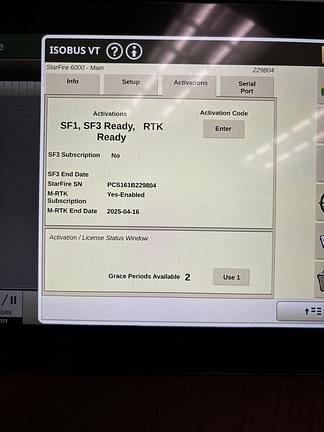 ISOBUS VT
StarFire 6000 - Main
229804
Info
Setup
Activations
Serial
Port
Activations
Activation Code
SF1, SF3 Ready, RTK
Ready
Enter
SF3 Subscription No
SF3 End Date
StarFire SN PCS161B229804
M-RTK
Subscription
Yes-Enabled
M-RTK End Date 2025-04-16
Activation / License Status Window
Grace Periods Available 2
Use 1